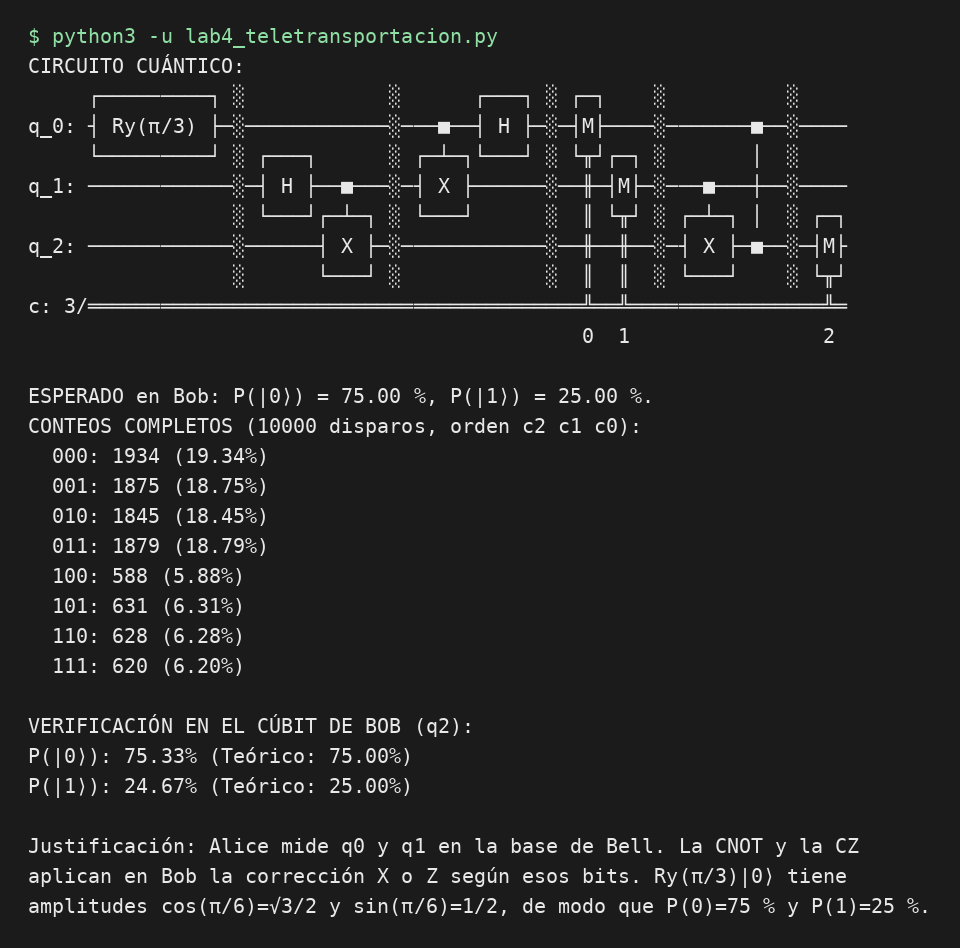 $ python3 -u lab4_teletransportacion.py
CIRCUITO CUÁNTICO:
     ┌──────────┐ ░            ░      ┌───┐ ░ ┌─┐    ░          ░
q_0: ┤ Ry(π/3) ├─░────────────░───■──┤ H ├─░─┤M├────░───────■──░────
     └──────────┘ ░ ┌───┐      ░ ┌─┴─┐└───┘ ░ └╥┘┌─┐ ░       │  ░
q_1: ────────────░─┤ H ├──■───░─┤ X ├──────░──╫─┤M├─░───■───┼──░────
                  ░ └───┘┌─┴─┐ ░ └───┘      ░  ║ └╥┘ ░ ┌─┴─┐ │  ░ ┌─┐
q_2: ────────────░──────┤ X ├─░────────────░──╫──╫──░─┤ X ├─■──░─┤M├
                  ░      └───┘ ░            ░  ║  ║  ░ └───┘    ░ └╥┘
c: 3/══════════════════════════════════════════╩══╩════════════════╩═
                                               0  1                2
ESPERADO en Bob: P(|0⟩) = 75.00 %, P(|1⟩) = 25.00 %.
CONTEOS COMPLETOS (10000 disparos, orden c2 c1 c0):
  000: 1934 (19.34%)
  001: 1875 (18.75%)
  010: 1845 (18.45%)
  011: 1879 (18.79%)
  100: 588 (5.88%)
  101: 631 (6.31%)
  110: 628 (6.28%)
  111: 620 (6.20%)
VERIFICACIÓN EN EL CÚBIT DE BOB (q2):
P(|0⟩): 75.33% (Teórico: 75.00%)
P(|1⟩): 24.67% (Teórico: 25.00%)
Justificación: Alice mide q0 y q1 en la base de Bell. La CNOT y la CZ
aplican en Bob la corrección X o Z según esos bits. Ry(π/3)|0⟩ tiene
amplitudes cos(π/6)=√3/2 y sin(π/6)=1/2, de modo que P(0)=75 % y P(1)=25 %.